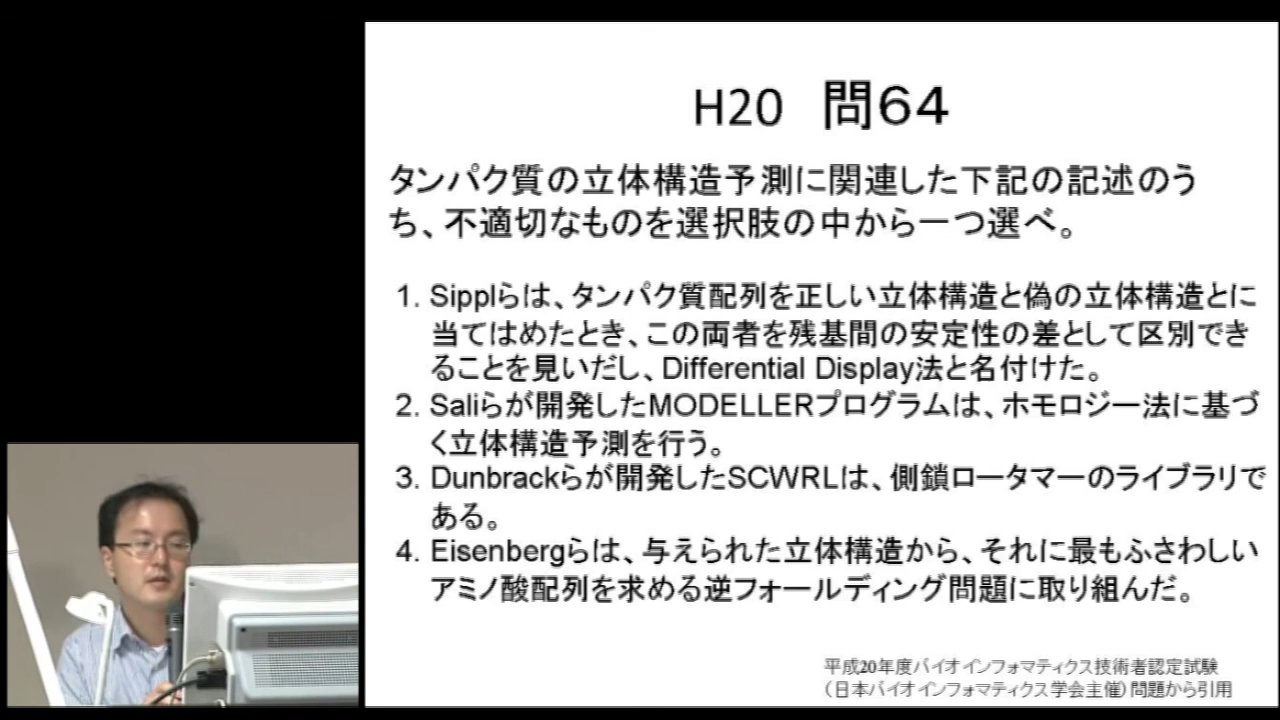 H20 問64
タンパク質の立体構造予測に関連した下記の記述のう
ち、不適切なものを選択肢の中から一つ選べ。
1. Sipplらは、タンパク質配列を正しい立体構造と偽の立体構造とに
当てはめたとき、この両者を残基間の安定性の差として区別でき
ることを見いだし、Differential Display法と名付けた。
2. Saliらが開発したMODELLERプログラムは、ホモロジー法に基づ
く立体構造予測を行う。
3. Dunbrackらが開発したSCWRLは、側鎖ロータマーのライブラリで
ある。
4. Eisenbergらは、与えられた立体構造から、それに最もふさわしい
アミノ酸配列を求める逆フォールディング問題に取り組んだ。
平成20年度バイオインフォマティクス技術者認定試験
（日本バイオインフォマティクス学会主催）問題から引用